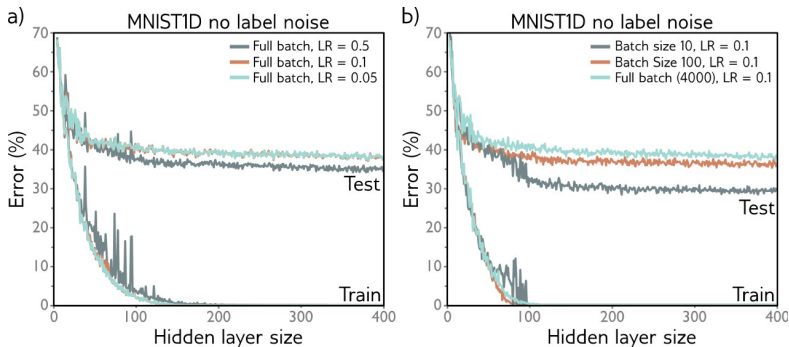 a)
MNIST1D no label noise
Full batch, LR = 0.5
Full batch, LR = 0.1
Full batch, LR = 0.05
70
60
50
40
30
20
10
0
Error (%)
Test
Train
0 100 200 300 400
Hidden layer size
b)
MNIST1D no label noise
Batch size 10, LR = 0.1
Batch Size 100, LR = 0.1
Full batch (4000), LR = 0.1
70
60
50
40
30
20
10
0
Error (%)
Test
Train
0 100 200 300 400
Hidden layer size